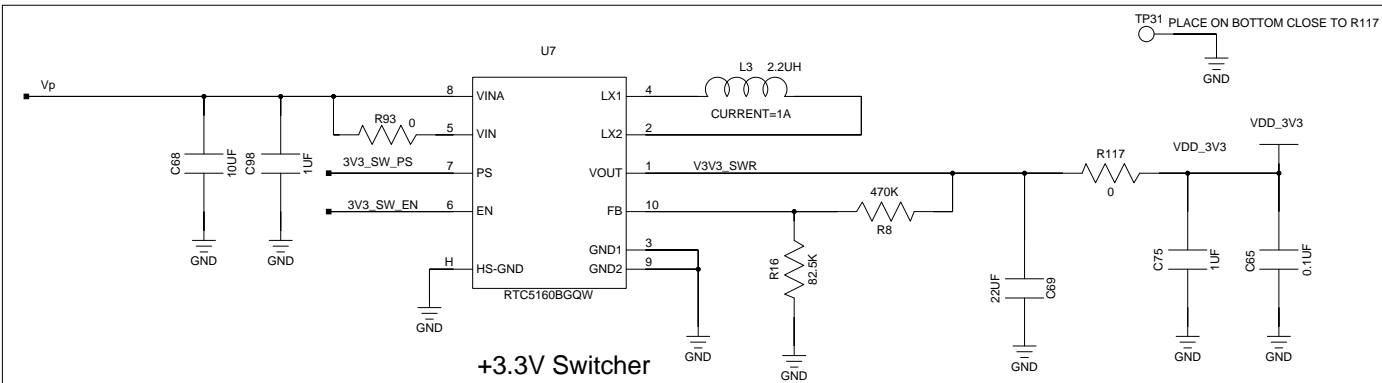 TP31 PLACE ON BOTTOM CLOSE TO R117
GND
U7
Vp
8 VINA
LX1 4
L3 2.2UH
CURRENT=1A
R93 0
5 VIN
LX2 2
3V3_SW_PS
7 PS
VOUT 1
V3V3_SWR
R117
0
VDD_3V3
VDD_3V3
3V3_SW_EN
6 EN
FB 10
470K
R8
C68
10UF
GND
C98
1UF
GND
GND1 3
GND2 9
H HS-GND
GND
RTC5160BGQW
GND
R16
82.5K
GND
22UF
C69
GND
C75
1UF
GND
C65
0.1UF
GND
+3.3V Switcher